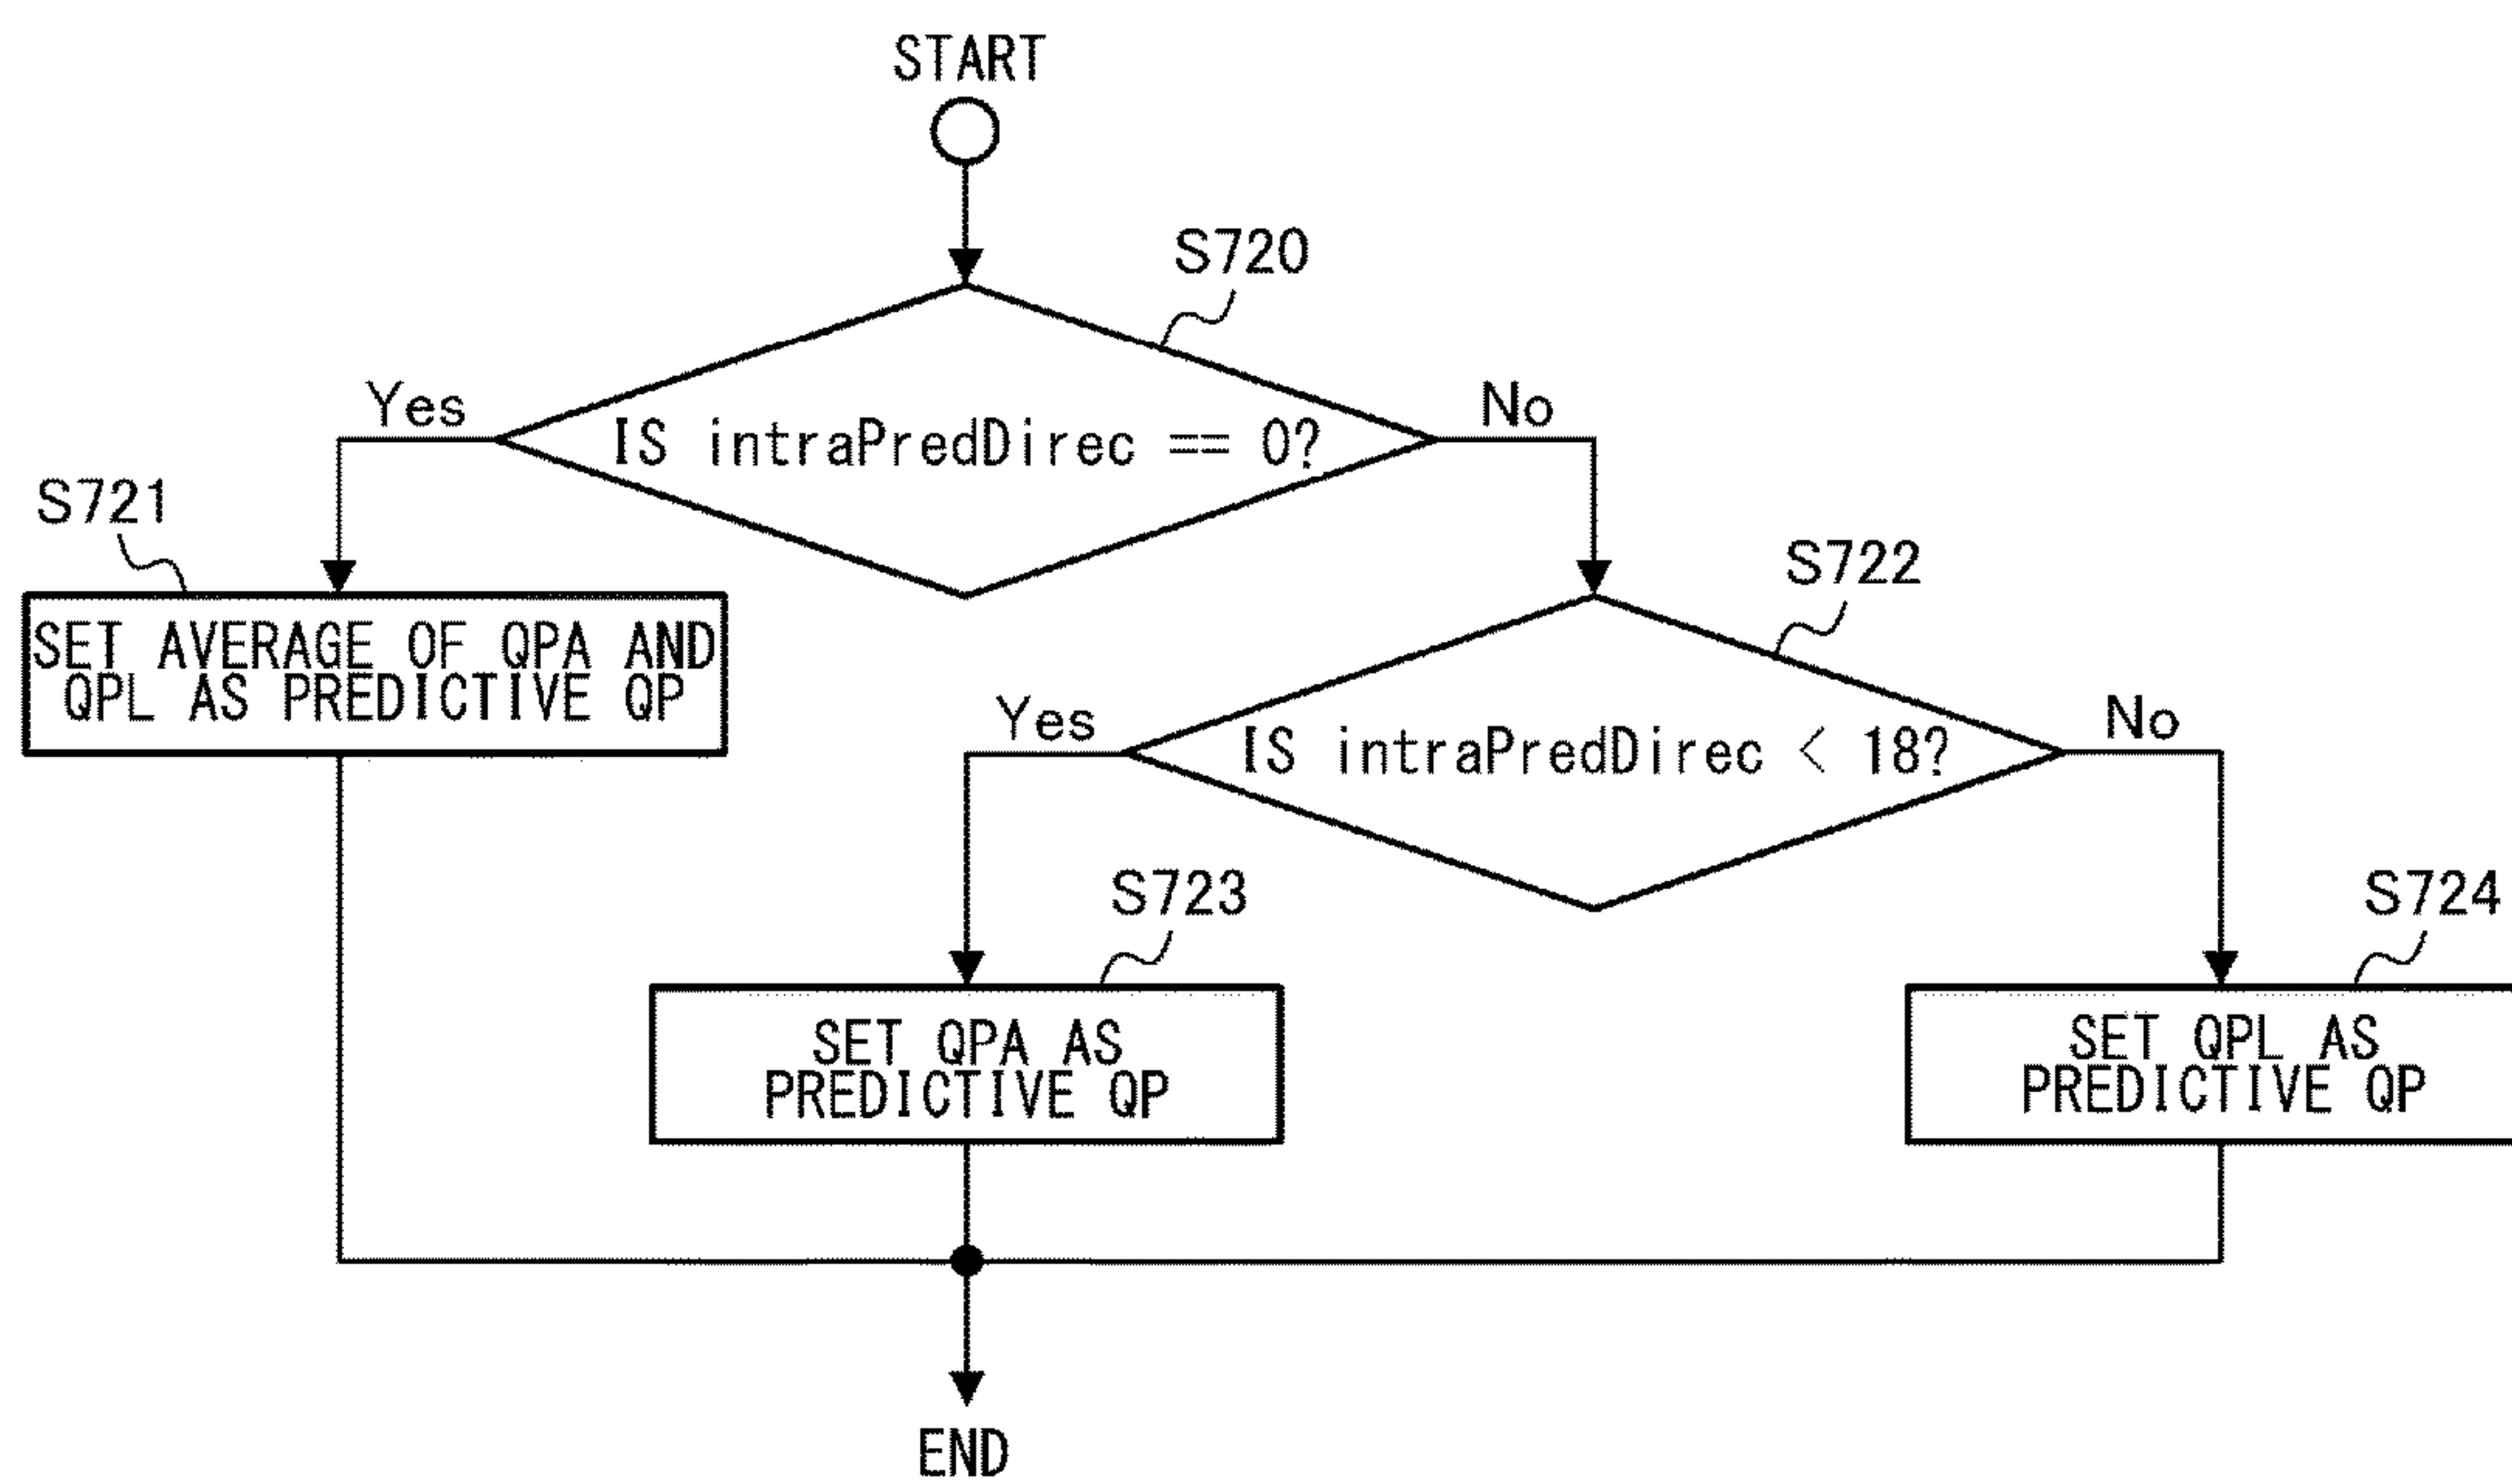 START
S720
IS intraPredDirec == 0?
Yes
No
S721
SET AVERAGE OF QPA AND
QPL AS PREDICTIVE QP
S722
IS intraPredDirec < 18?
Yes
No
S723
SET QPA AS
PREDICTIVE QP
S724
SET QPL AS
PREDICTIVE QP
END